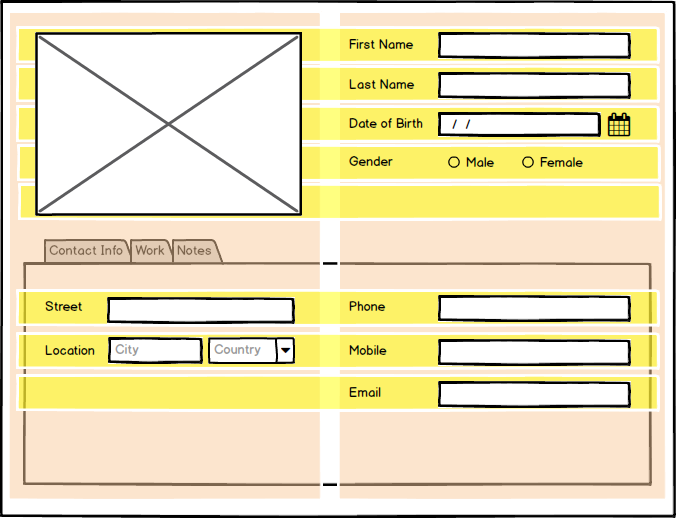 First Name
Last Name
Date of Birth / /
Gender Male Female
Contact Info Work Notes
Street Phone
Location City Country Mobile
Email